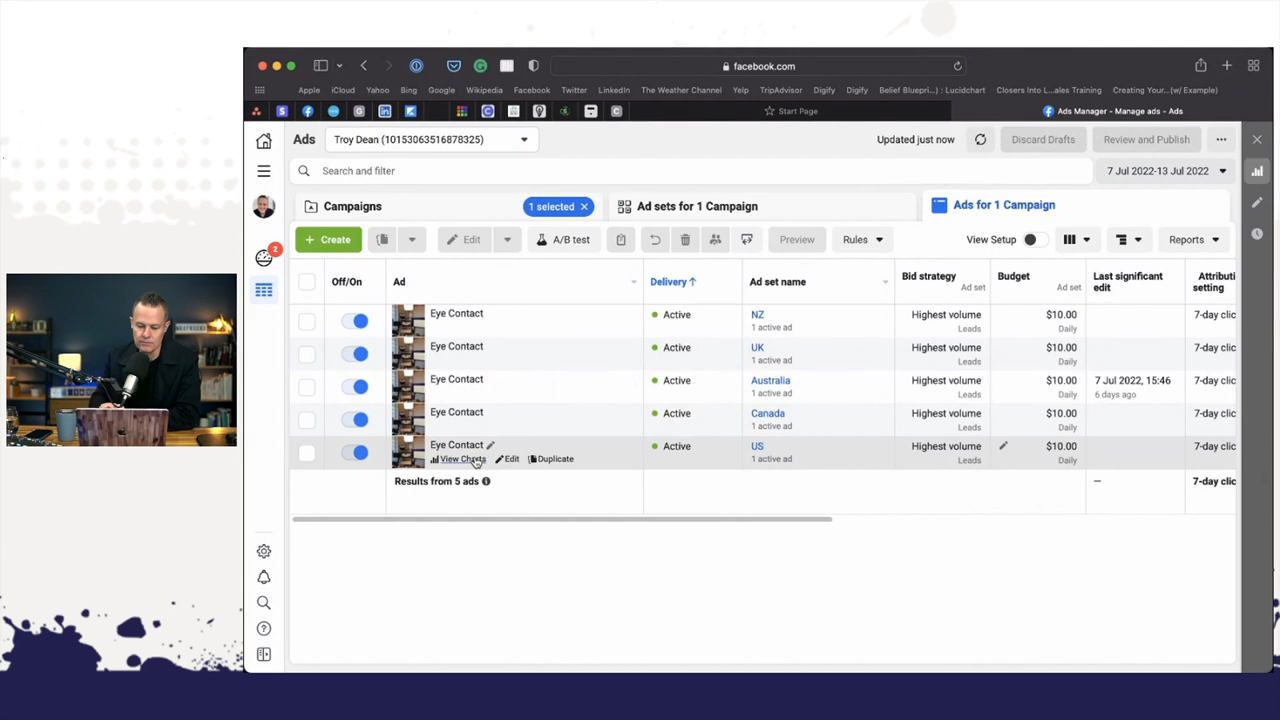 facebook.com
Apple iCloud Yahoo Bing Google Wikipedia Facebook Twitter LinkedIn The Weather Channel Yelp TripAdvisor Digify Digify Belief Blueprin...) : Lucidchart Closers Into L...ales Training Creating Your...(w/ Example)
Start Page Ads Manager - Manage ads - Ads
Ads Troy Dean (10153063516878325) Updated just now Discard Drafts Review and Publish
Search and filter 7 Jul 2022-13 Jul 2022
Campaigns 1 selected Ad sets for 1 Campaign Ads for 1 Campaign
+ Create Edit A/B test Preview Rules View Setup Reports
2
Off/On Ad Delivery ↑ Ad set name Bid strategy Ad set Budget Ad set Last significant edit Attributi setting
Eye Contact Active NZ Highest volume $10.00 7-day clic
1 active ad Leads Daily
Eye Contact Active UK Highest volume $10.00 7-day clic
1 active ad Leads Daily
Eye Contact Active Australia Highest volume $10.00 7 Jul 2022, 15:46 7-day clic
1 active ad Leads Daily 6 days ago
Eye Contact Active Canada Highest volume $10.00 7-day clic
1 active ad Leads Daily
Eye Contact Active US Highest volume $10.00 7-day clic
View Charts Edit Duplicate 1 active ad Leads Daily
Results from 5 ads — 7-day clic